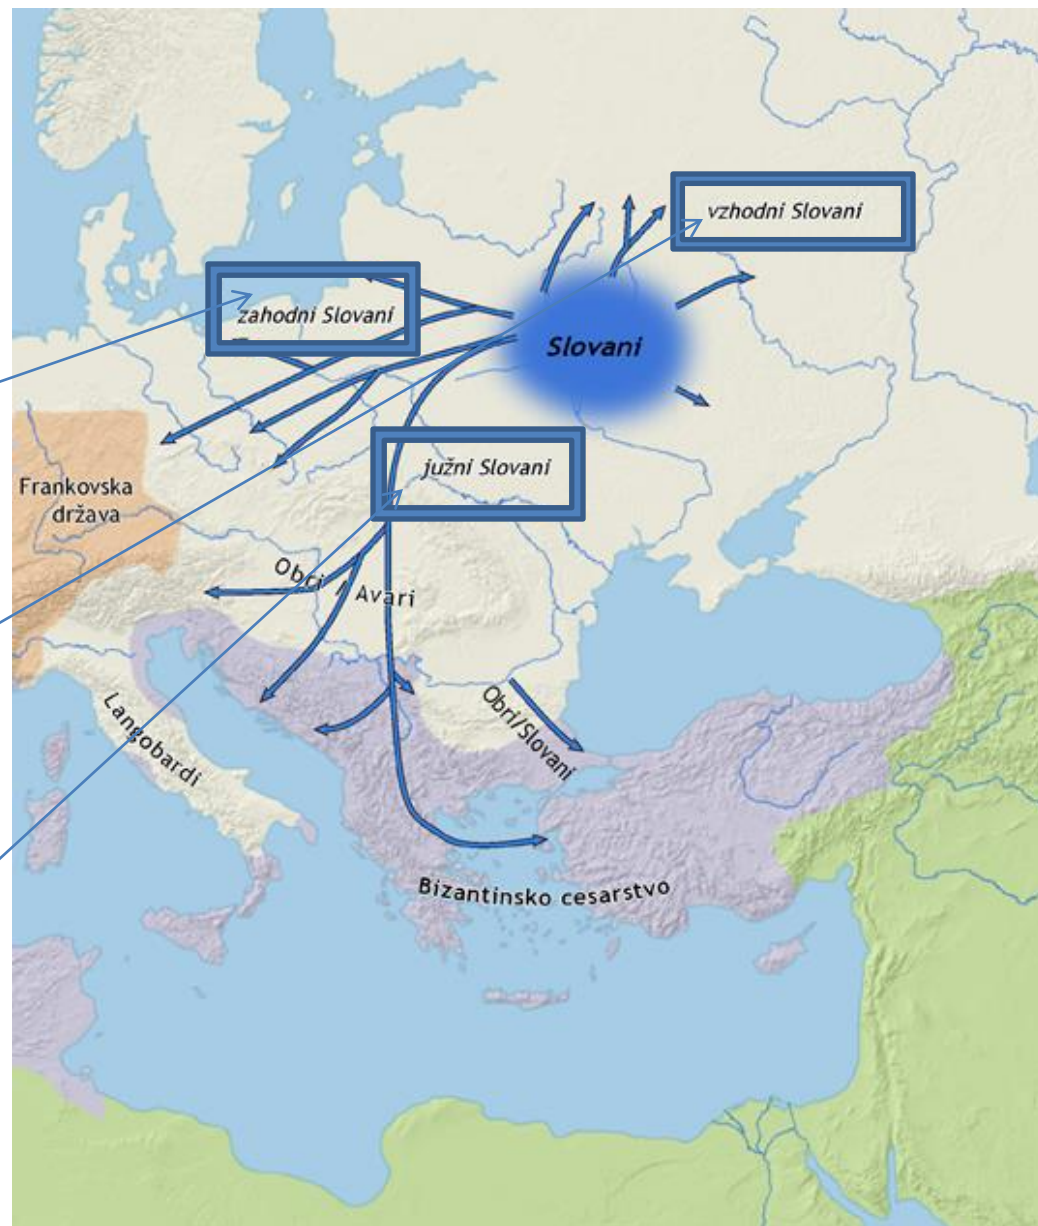 vzhodni Slovani
zahodni Slovani
Slovani
južni Slovani
Frankovska
država
Obri / Avari
Langobardi
Obri/Slovani
Bizantinsko cesarstvo